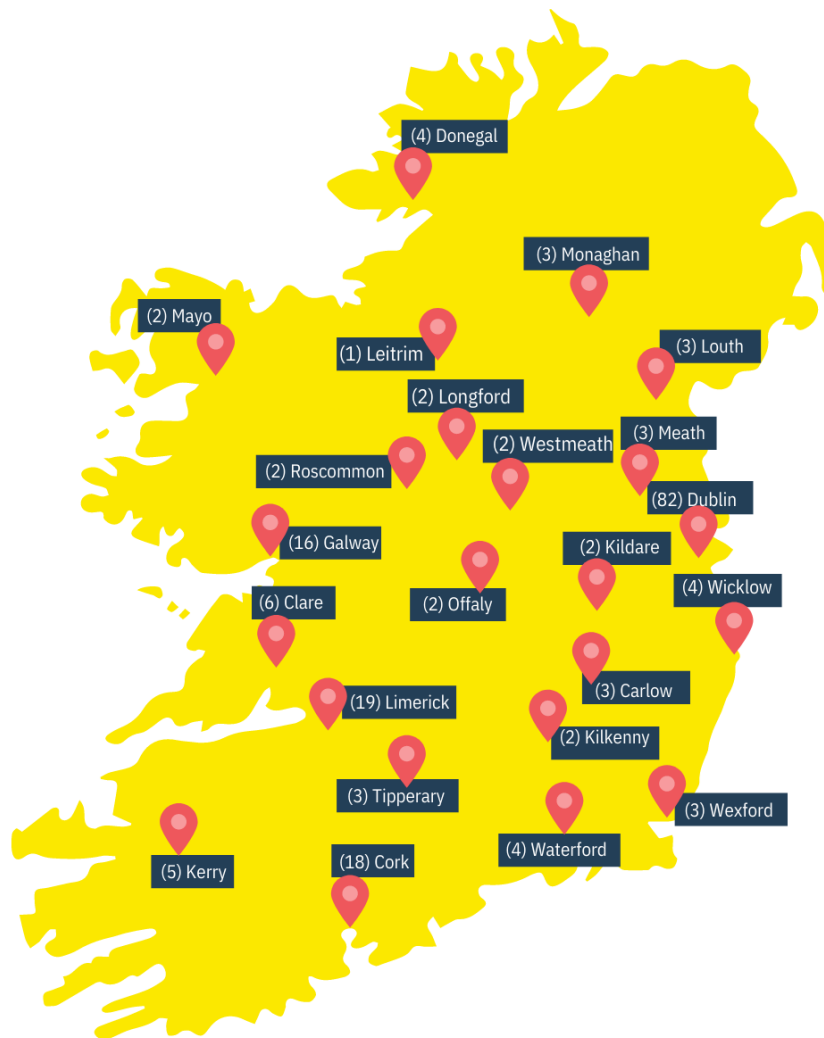 (4) Donegal
(3) Monaghan
(2) Mayo
(1) Leitrim
(3) Louth
(2) Longford
(2) Westmeath
(3) Meath
(2) Roscommon
(82) Dublin
(16) Galway
(2) Kildare
(6) Clare
(2) Offaly
(4) Wicklow
(3) Carlow
(19) Limerick
(2) Kilkenny
(3) Tipperary
(3) Wexford
(4) Waterford
(18) Cork
(5) Kerry